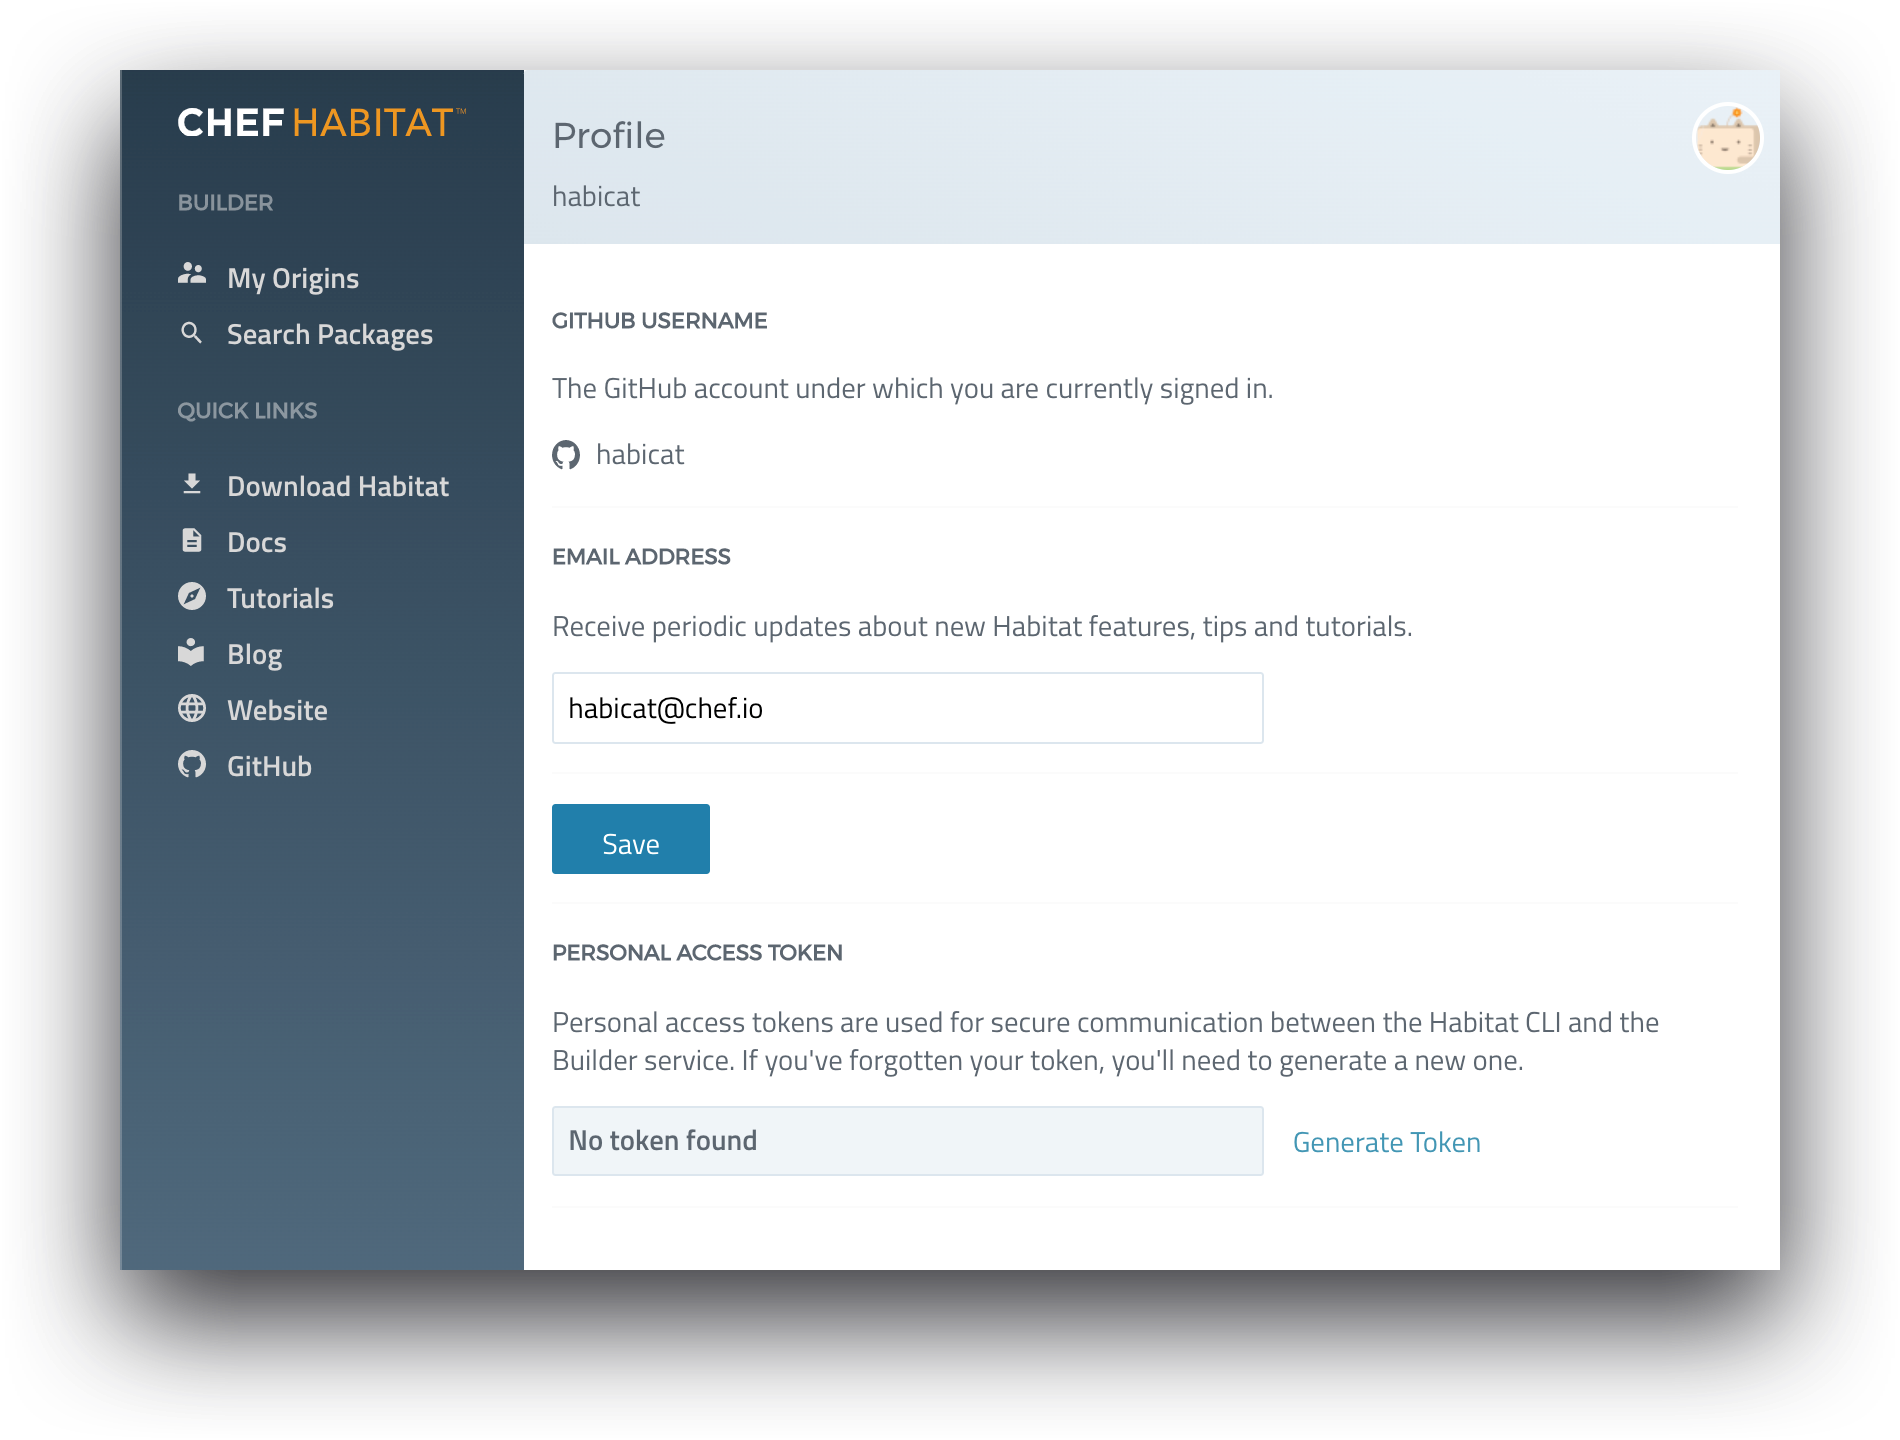 CHEF HABITAT™
BUILDER
My Origins
Search Packages
QUICK LINKS
Download Habitat
Docs
Tutorials
Blog
Website
GitHub
Profile
habicat
GITHUB USERNAME
The GitHub account under which you are currently signed in.
habicat
EMAIL ADDRESS
Receive periodic updates about new Habitat features, tips and tutorials.
habicat@chef.io
Save
PERSONAL ACCESS TOKEN
Personal access tokens are used for secure communication between the Habitat CLI and the
Builder service. If you've forgotten your token, you'll need to generate a new one.
No token found
Generate Token